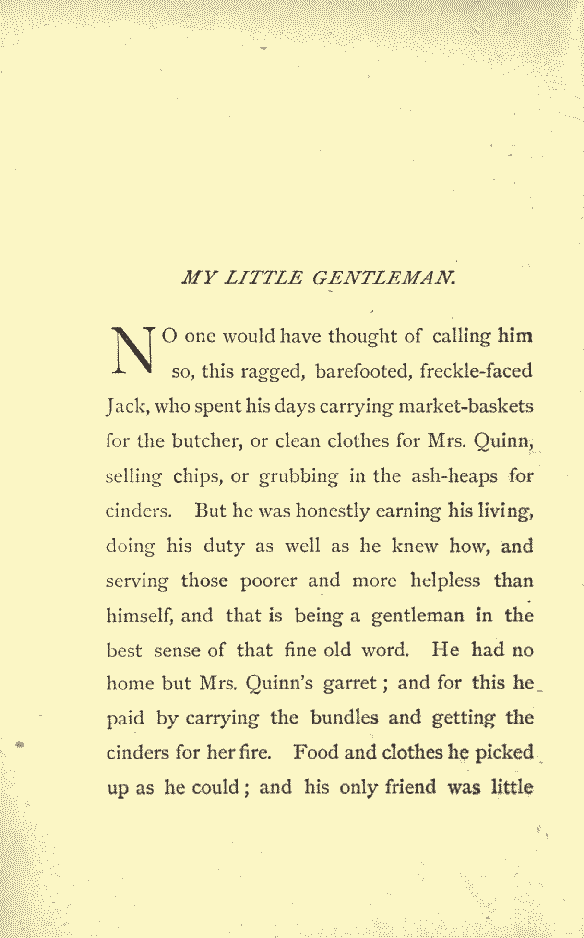 MY LITTLE GENTLEMAN.
NO one would have thought of calling him
so, this ragged, barefooted, freckle-faced
Jack, who spent his days carrying market-baskets
for the butcher, or clean clothes for Mrs. Quinn,
selling chips, or grubbing in the ash-heaps for
cinders. But he was honestly earning his living,
doing his duty as well as he knew how, and
serving those poorer and more helpless than
himself, and that is being a gentleman in the
best sense of that fine old word. He had no
home but Mrs. Quinn's garret; and for this he
paid by carrying the bundles and getting the
cinders for her fire. Food and clothes he picked
up as he could; and his only friend was little